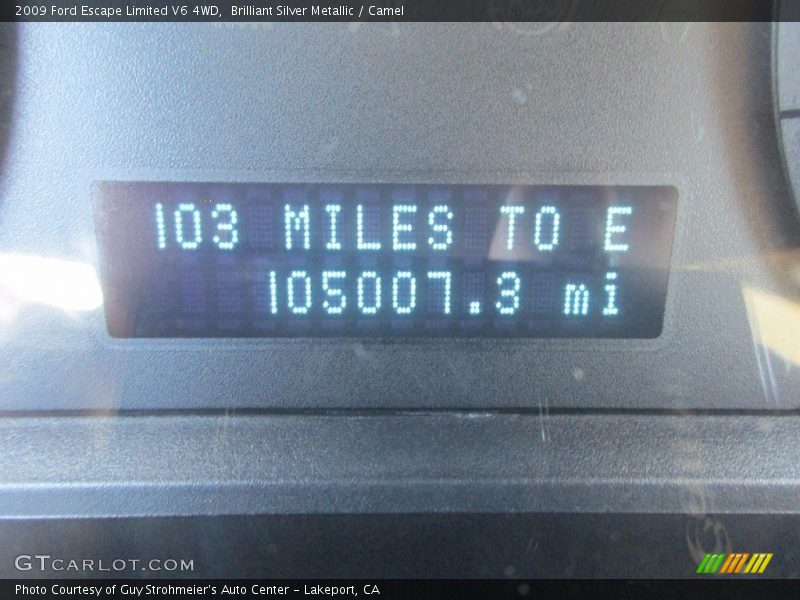 2009 Ford Escape Limited V6 4WD, Brilliant Silver Metallic / Camel
103 MILES TO E
105007.3 mi
GTCARLOT.COM
Photo Courtesy of Guy Strohmeier's Auto Center – Lakeport, CA